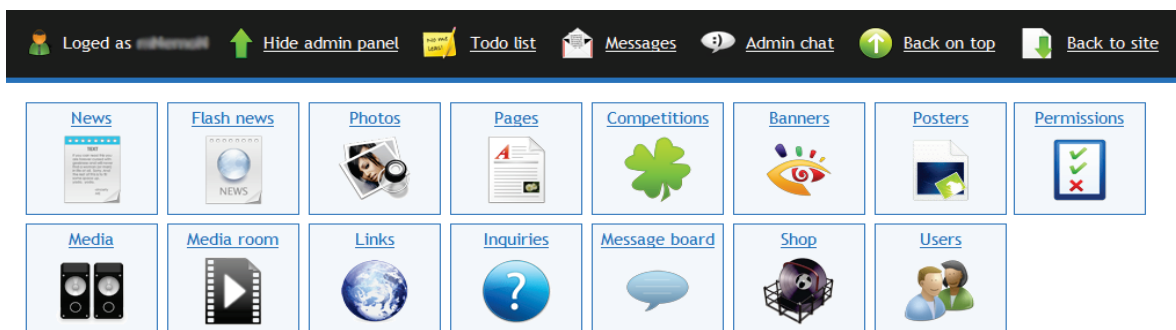 Loged as
Hide admin panel
Todo list
Messages
Admin chat
Back on top
Back to site
News
Flash news
Photos
Pages
Competitions
Banners
Posters
Permissions
TEXT
NEWS
A
Media
Media room
Links
Inquiries
Message board
Shop
Users
?